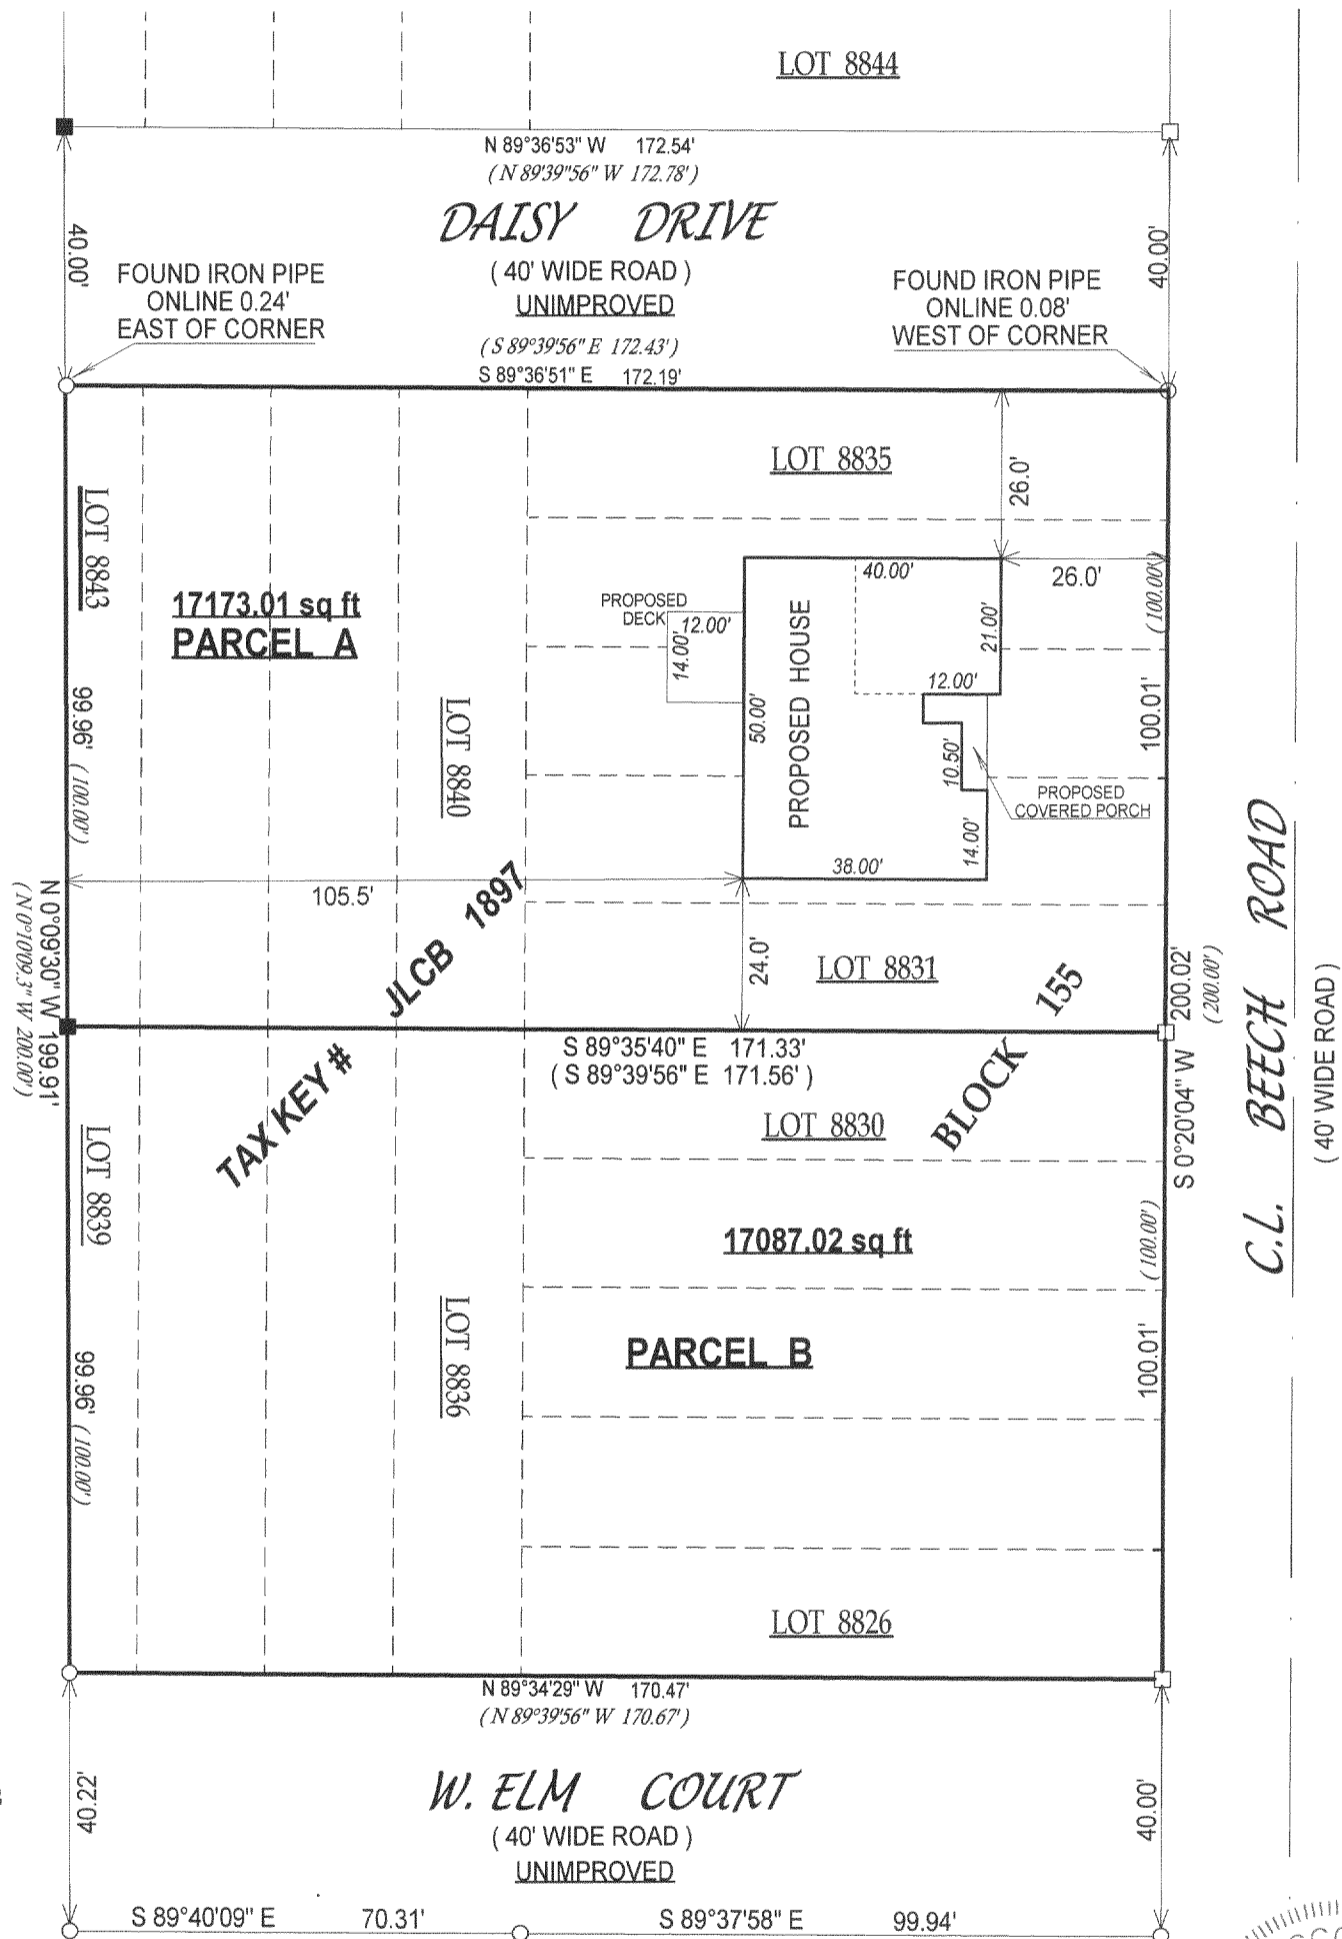 LOT 8844
N 89°36'53" W 172.54'
( N 89'39"56" W 172.78')
DAISY DRIVE
( 40' WIDE ROAD )
UNIMPROVED
40.00'
40.00'
FOUND IRON PIPE
ONLINE 0.24'
EAST OF CORNER
FOUND IRON PIPE
ONLINE 0.08'
WEST OF CORNER
( S 89°39'56" E 172.43')
S 89°36'51" E 172.19'
LOT 8835
26.0'
LOT 8843
17173.01 sq ft
PARCEL A
PROPOSED
DECK
12.00'
14.00'
40.00'
26.0'
(100.00')
21.00'
PROPOSED HOUSE
50.00'
12.00'
LOT 8840
99.96' (100.00')
100.01'
10.50'
PROPOSED
COVERED PORCH
14.00'
38.00'
105.5'
24.0'
LOT 8831
TAX KEY # JLCB 1897
BLOCK 155
N 0°09'30" W 199.91'
(N 0°10'09.3" W 200.00')
S 0°20'04" W 200.02'
(200.00')
C.L. BEECH ROAD
( 40' WIDE ROAD )
S 89°35'40" E 171.33'
( S 89°39'56" E 171.56' )
LOT 8830
LOT 8839
17087.02 sq ft
(100.00')
LOT 8836
PARCEL B
100.01'
99.96' (100.00')
LOT 8826
N 89°34'29" W 170.47'
( N 89°39'56" W 170.67')
W. ELM COURT
( 40' WIDE ROAD )
UNIMPROVED
40.22'
40.00'
S 89°40'09" E 70.31'
S 89°37'58" E 99.94'